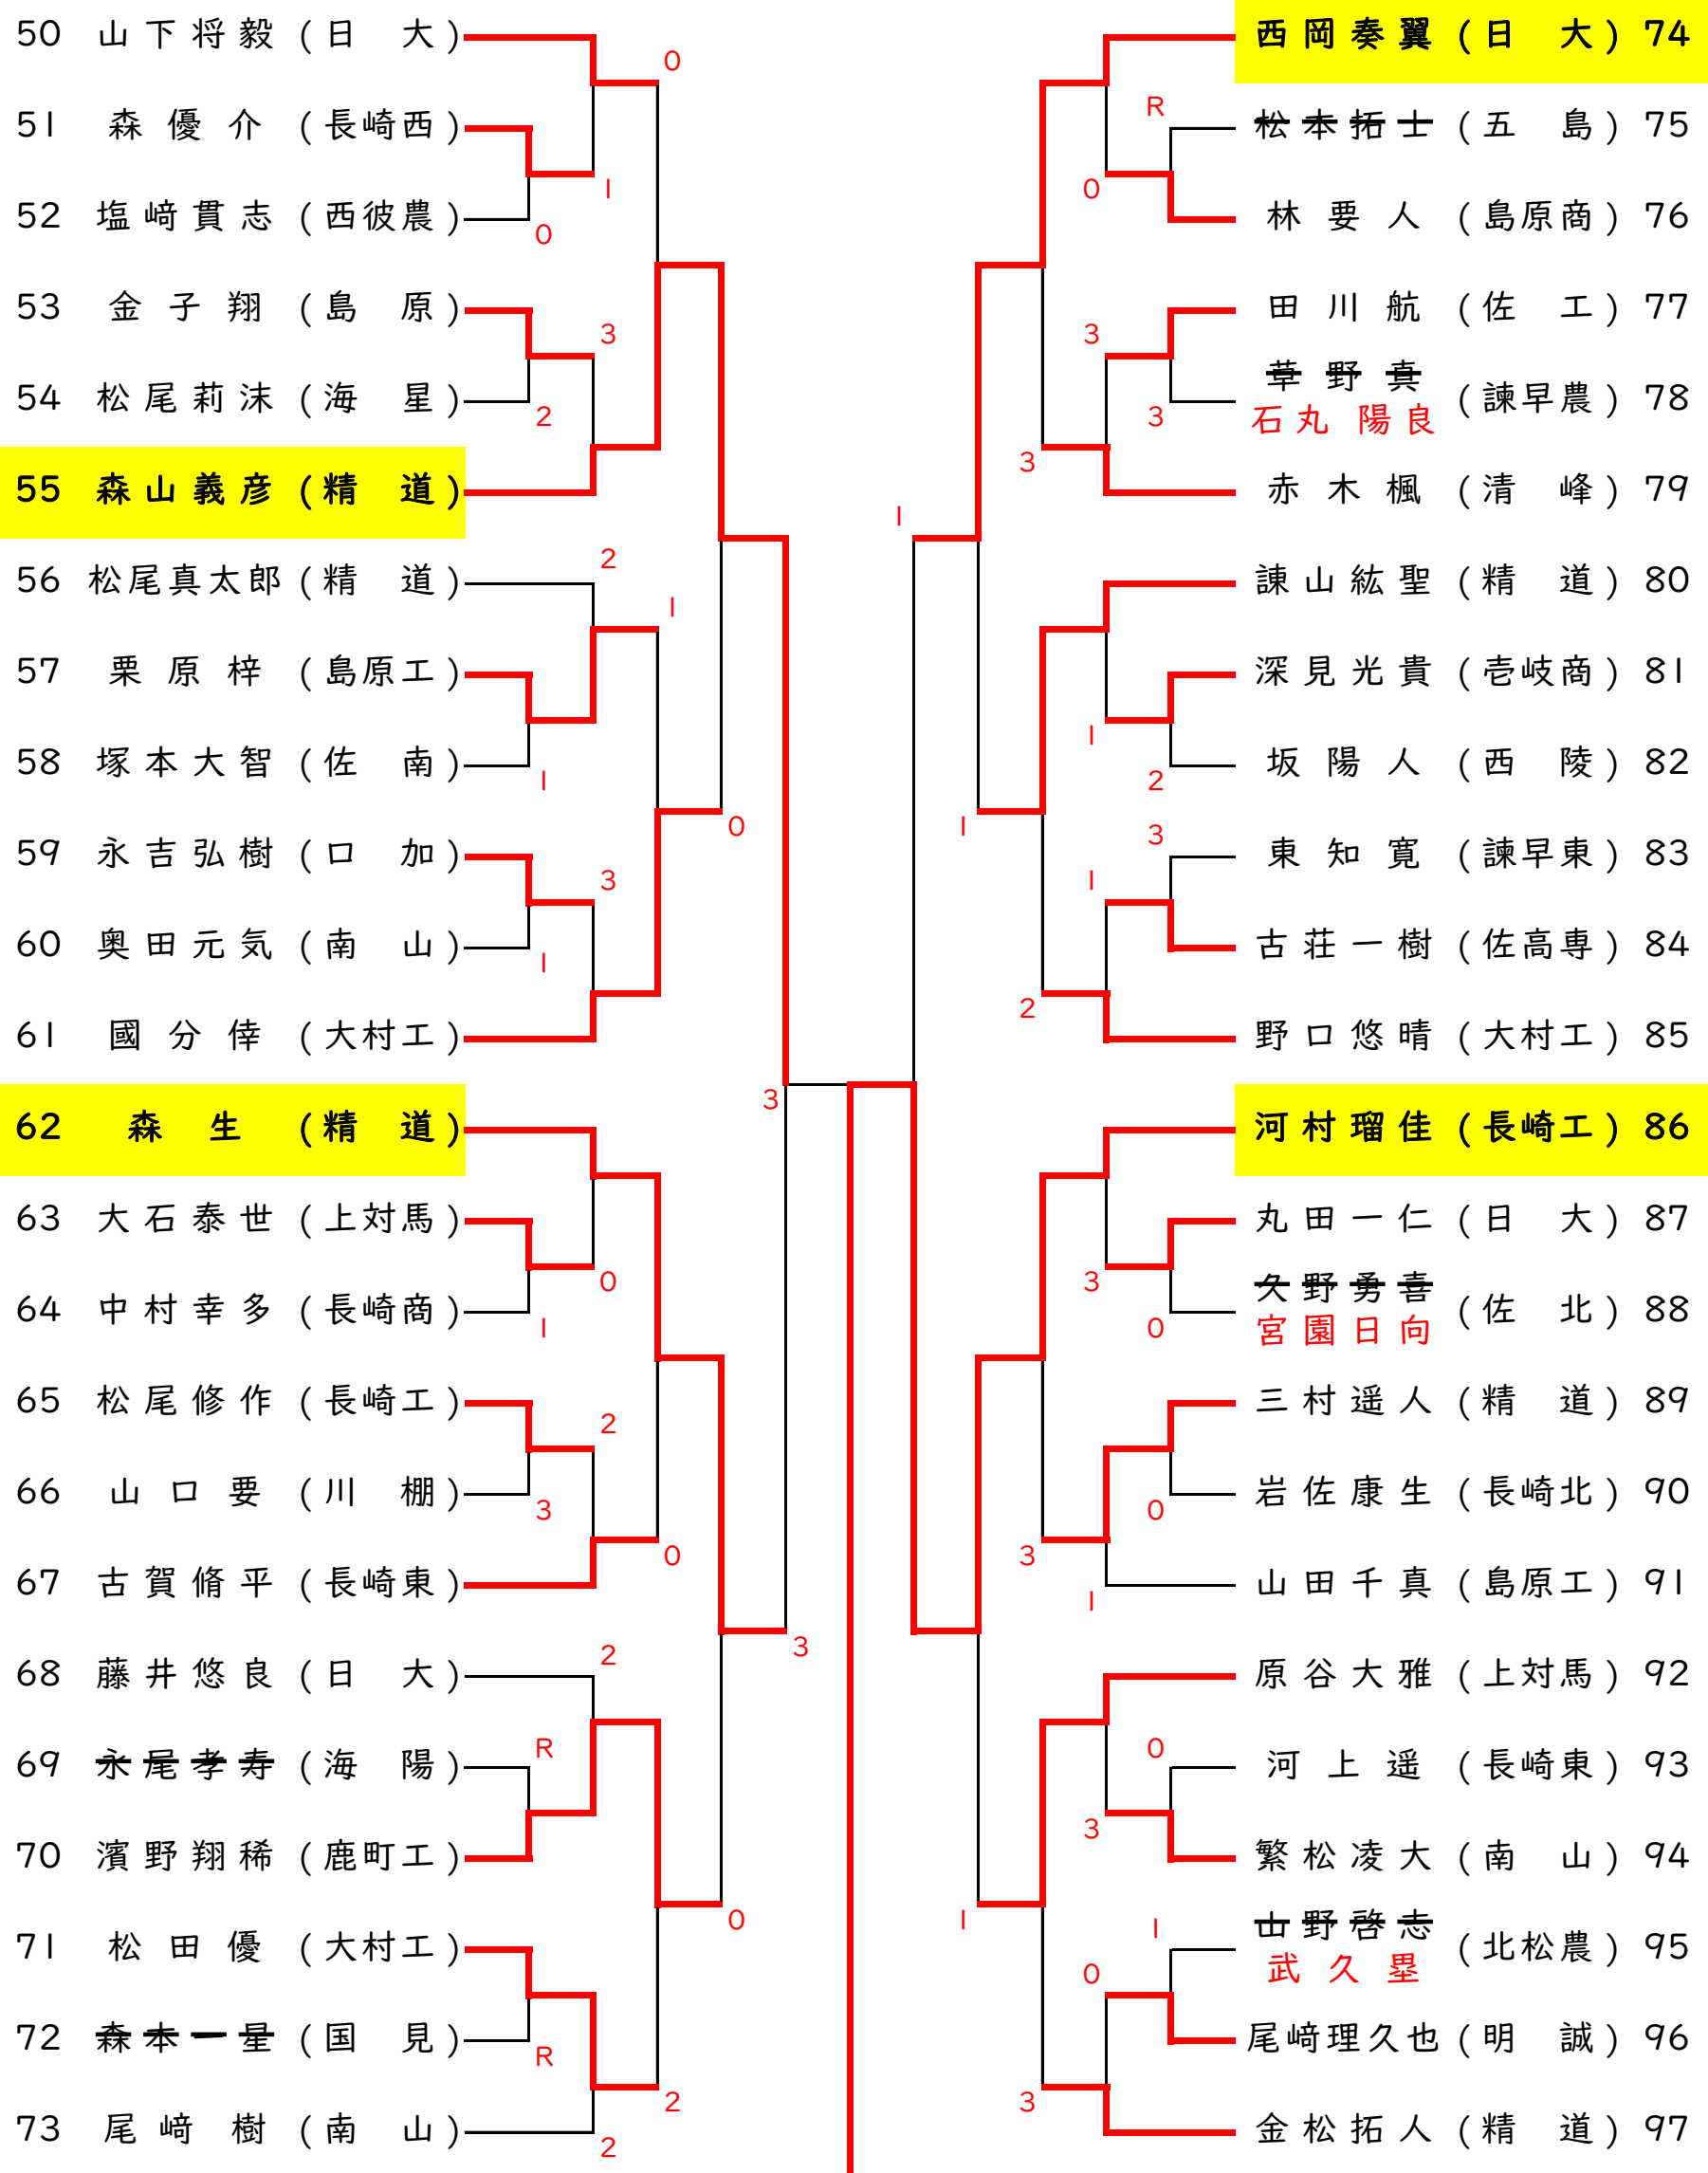 50 山下将毅 (日 大)
0
51 森優介 (長崎西)
1
52 塩﨑貫志 (西彼農)
0
53 金子翔 (島 原)
3
54 松尾莉沫 (海 星)
2
55 森山義彦 (精 道)
56 松尾真太郎 (精 道)
2
1
57 栗原梓 (島原工)
58 塚本大智 (佐 南)
1
0
59 永吉弘樹 (口 加)
3
60 奥田元気 (南 山)
1
61 國分倖 (大村工)
3
62 森生 (精 道)
63 大石泰世 (上対馬)
0
64 中村幸多 (長崎商)
1
65 松尾修作 (長崎工)
2
66 山口要 (川 棚)
3
67 古賀脩平 (長崎東)
0
68 藤井悠良 (日 大)
2
3
69 永尾孝寿 (海 陽)
R
70 濱野翔稀 (鹿町工)
0
71 松田優 (大村工)
72 森本一星 (国 見)
R
73 尾﨑樹 (南 山)
2
2
西岡奏翼 (日 大) 74
R
松本拓士 (五 島) 75
0
林要人 (島原商) 76
3
田川航 (佐 工) 77
草野真
石丸陽良 (諫早農) 78
3
3
赤木楓 (清 峰) 79
1
諌山紘聖 (精 道) 80
深見光貴 (壱岐商) 81
1
坂陽人 (西 陵) 82
2
1
3
東知寛 (諫早東) 83
1
古荘一樹 (佐高専) 84
2
野口悠晴 (大村工) 85
河村瑠佳 (長崎工) 86
丸田一仁 (日 大) 87
3
久野勇喜
宮園日向 (佐 北) 88
0
三村遥人 (精 道) 89
岩佐康生 (長崎北) 90
0
3
山田千真 (島原工) 91
1
原谷大雅 (上対馬) 92
0
河上遥 (長崎東) 93
3
繁松凌大 (南 山) 94
1
1
山野啓志
武久塁 (北松農) 95
0
尾﨑理久也 (明 誠) 96
3
金松拓人 (精 道) 97